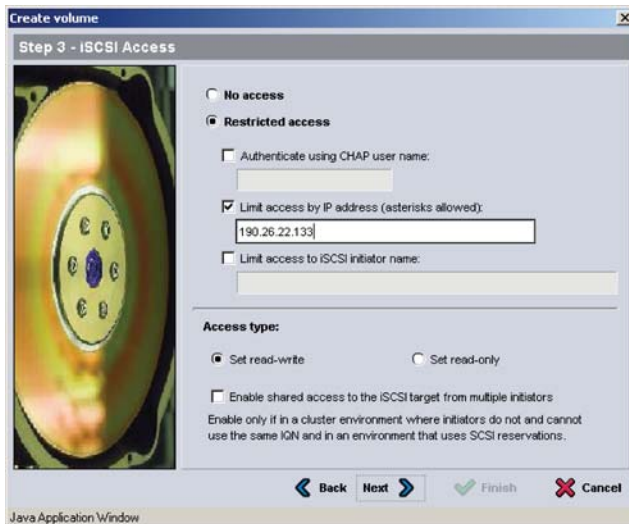 Create volume
Step 3 - iSCSI Access
No access
Restricted access
Authenticate using CHAP user name:
Limit access by IP address (asterisks allowed):
190.26.22.133
Limit access to iSCSI initiator name:
Access type:
Set read-write
Set read-only
Enable shared access to the iSCSI target from multiple initiators
Enable only if in a cluster environment where initiators do not and cannot
use the same IQN and in an environment that uses SCSI reservations.
Back
Next
Finish
Cancel
Java Application Window